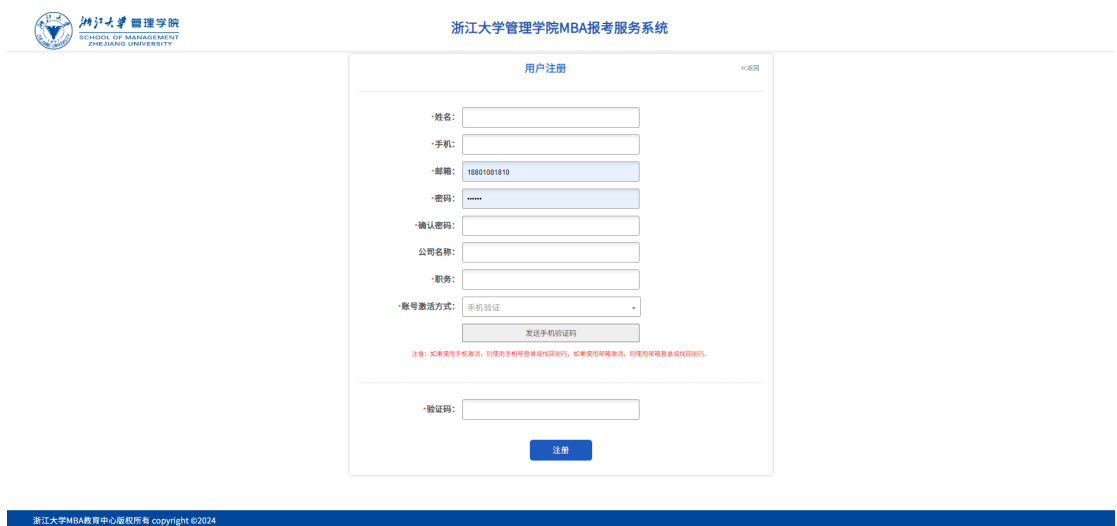 浙江大学 管理学院
SCHOOL OF MANAGEMENT
ZHEJIANG UNIVERSITY
浙江大学管理学院MBA报考服务系统
用户注册
«返回
*姓名：
*手机：
*邮箱： 18801081810
*密码： ••••••
*确认密码：
公司名称：
*职务：
*账号激活方式： 手机验证
发送手机验证码
注意：如果使用手机激活，则使用手机号登录或找回密码。如果使用邮箱激活，则使用邮箱登录或找回密码。
*验证码：
注册
浙江大学MBA教育中心版权所有 copyright ©2024